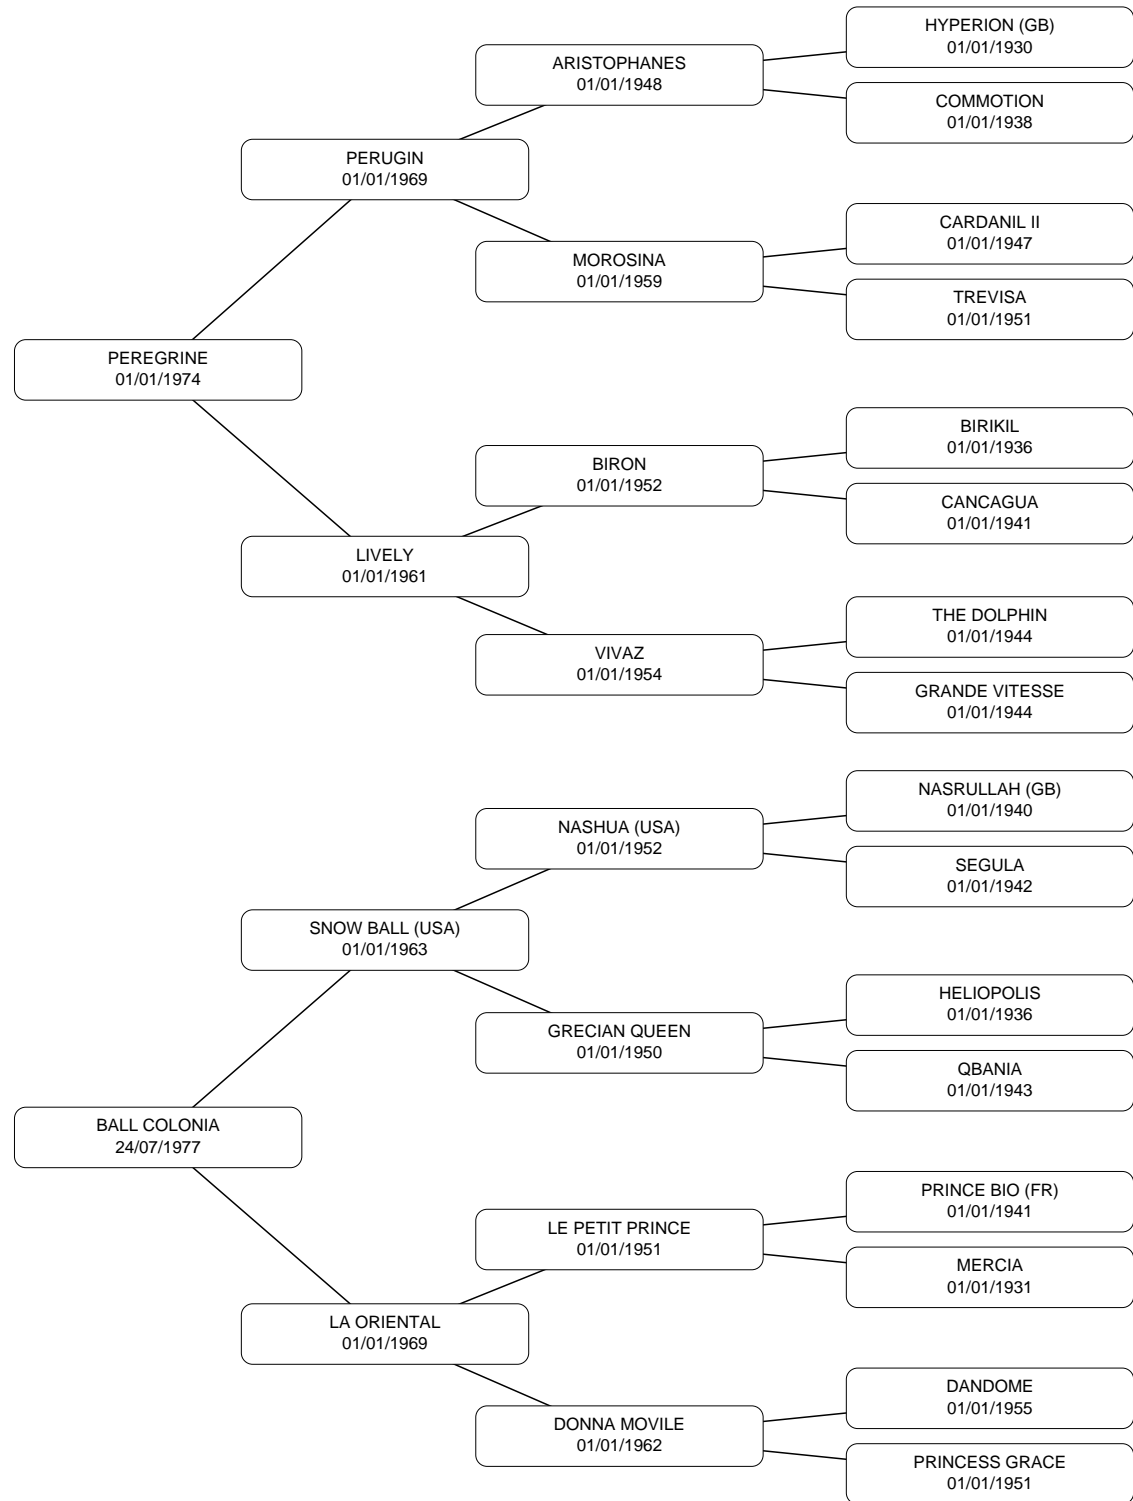 HYPERION (GB)
01/01/1930
ARISTOPHANES
01/01/1948
COMMOTION
01/01/1938
PERUGIN
01/01/1969
CARDANIL II
01/01/1947
MOROSINA
01/01/1959
TREVISA
01/01/1951
PEREGRINE
01/01/1974
BIRIKIL
01/01/1936
BIRON
01/01/1952
CANCAGUA
01/01/1941
LIVELY
01/01/1961
THE DOLPHIN
01/01/1944
VIVAZ
01/01/1954
GRANDE VITESSE
01/01/1944
NASRULLAH (GB)
01/01/1940
NASHUA (USA)
01/01/1952
SEGULA
01/01/1942
SNOW BALL (USA)
01/01/1963
HELIOPOLIS
01/01/1936
GRECIAN QUEEN
01/01/1950
QBANIA
01/01/1943
BALL COLONIA
24/07/1977
PRINCE BIO (FR)
01/01/1941
LE PETIT PRINCE
01/01/1951
MERCIA
01/01/1931
LA ORIENTAL
01/01/1969
DANDOME
01/01/1955
DONNA MOVILE
01/01/1962
PRINCESS GRACE
01/01/1951